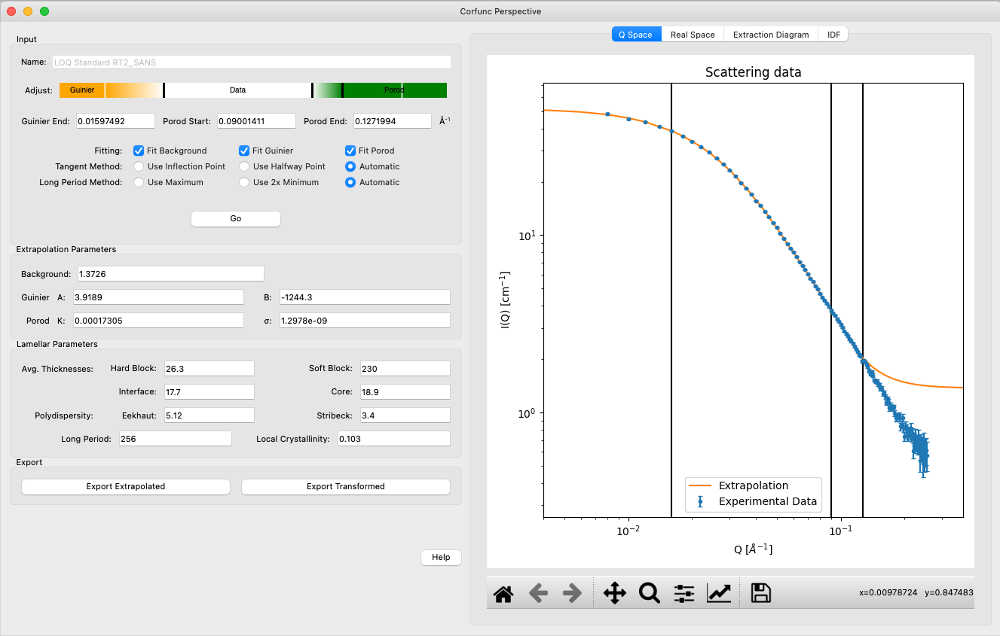 Corfunc Perspective
Input
Name: LOQ Standard RT2_SANS
Adjust: Guinier Data Porod
Guinier End: 0.01597492 Porod Start: 0.09001411 Porod End: 0.1271994 Å⁻¹
Fitting: Fit Background Fit Guinier Fit Porod
Tangent Method: Use Inflection Point Use Halfway Point Automatic
Long Period Method: Use Maximum Use 2x Minimum Automatic
Go
Extrapolation Parameters
Background: 1.3726
Guinier A: 3.9189 B: -1244.3
Porod K: 0.00017305 σ: 1.2978e-09
Lamellar Parameters
Avg. Thicknesses: Hard Block: 26.3 Soft Block: 230
Interface: 17.7 Core: 18.9
Polydispersity: Eekhaut: 5.12 Stribeck: 3.4
Long Period: 256 Local Crystallinity: 0.103
Export
Export Extrapolated Export Transformed
Help
Q Space Real Space Extraction Diagram IDF
Scattering data
I(Q) [cm⁻¹]
10¹
10⁰
Extrapolation
Experimental Data
10⁻² 10⁻¹
Q [Å⁻¹]
x=0.00978724 y=0.847483